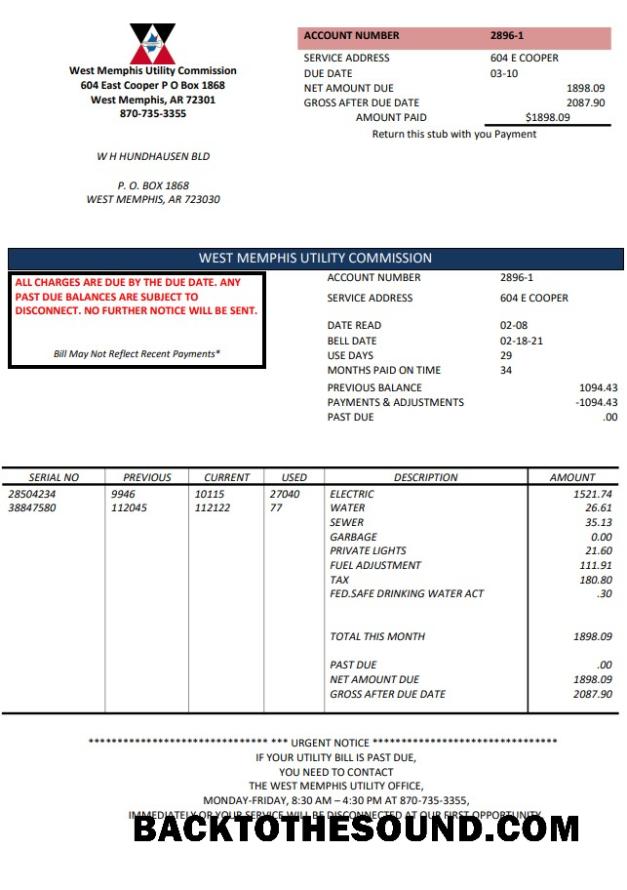 West Memphis Utility Commission
604 East Cooper P O Box 1868
West Memphis, AR 72301
870-735-3355
ACCOUNT NUMBER 2896-1
SERVICE ADDRESS 604 E COOPER
DUE DATE 03-10
NET AMOUNT DUE 1898.09
GROSS AFTER DUE DATE 2087.90
AMOUNT PAID $1898.09
Return this stub with you Payment
W H HUNDHAUSEN BLD
P. O. BOX 1868
WEST MEMPHIS, AR 723030
WEST MEMPHIS UTILITY COMMISSION
ALL CHARGES ARE DUE BY THE DUE DATE. ANY
PAST DUE BALANCES ARE SUBJECT TO
DISCONNECT. NO FURTHER NOTICE WILL BE SENT.
Bill May Not Reflect Recent Payments*
ACCOUNT NUMBER 2896-1
SERVICE ADDRESS 604 E COOPER
DATE READ 02-08
BELL DATE 02-18-21
USE DAYS 29
MONTHS PAID ON TIME 34
PREVIOUS BALANCE 1094.43
PAYMENTS & ADJUSTMENTS -1094.43
PAST DUE .00
SERIAL NO PREVIOUS CURRENT USED DESCRIPTION AMOUNT
28504234 9946 10115 27040 ELECTRIC 1521.74
38847580 112045 112122 77 WATER 26.61
SEWER 35.13
GARBAGE 0.00
PRIVATE LIGHTS 21.60
FUEL ADJUSTMENT 111.91
TAX 180.80
FED.SAFE DRINKING WATER ACT .30
TOTAL THIS MONTH 1898.09
PAST DUE .00
NET AMOUNT DUE 1898.09
GROSS AFTER DUE DATE 2087.90
****************************** *** URGENT NOTICE ********************************
IF YOUR UTILITY BILL IS PAST DUE,
YOU NEED TO CONTACT
THE WEST MEMPHIS UTILITY OFFICE,
MONDAY-FRIDAY, 8:30 AM – 4:30 PM AT 870-735-3355,
IMMEDIATELY OR YOUR SERVICE WILL BE DISCONNECTED AT OUR FIRST OPPORTUNITY
BACKTOTHESOUND.COM